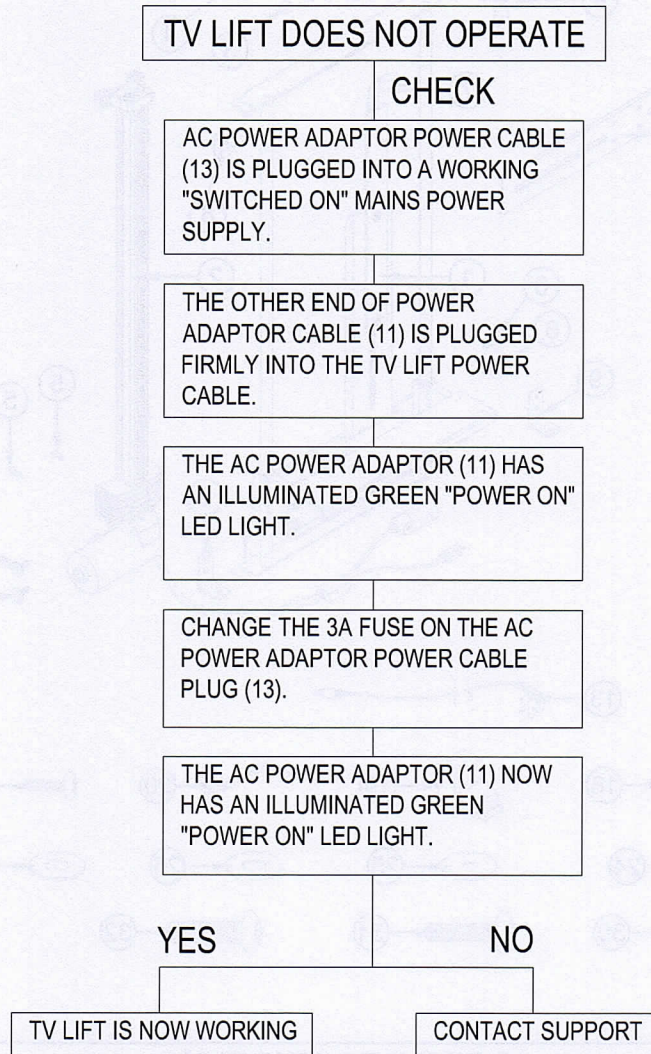 TV LIFT DOES NOT OPERATE
CHECK
AC POWER ADAPTOR POWER CABLE
(13) IS PLUGGED INTO A WORKING
"SWITCHED ON" MAINS POWER
SUPPLY.
THE OTHER END OF POWER
ADAPTOR CABLE (11) IS PLUGGED
FIRMLY INTO THE TV LIFT POWER
CABLE.
THE AC POWER ADAPTOR (11) HAS
AN ILLUMINATED GREEN "POWER ON"
LED LIGHT.
CHANGE THE 3A FUSE ON THE AC
POWER ADAPTOR POWER CABLE
PLUG (13).
THE AC POWER ADAPTOR (11) NOW
HAS AN ILLUMINATED GREEN
"POWER ON" LED LIGHT.
YES
NO
TV LIFT IS NOW WORKING
CONTACT SUPPORT